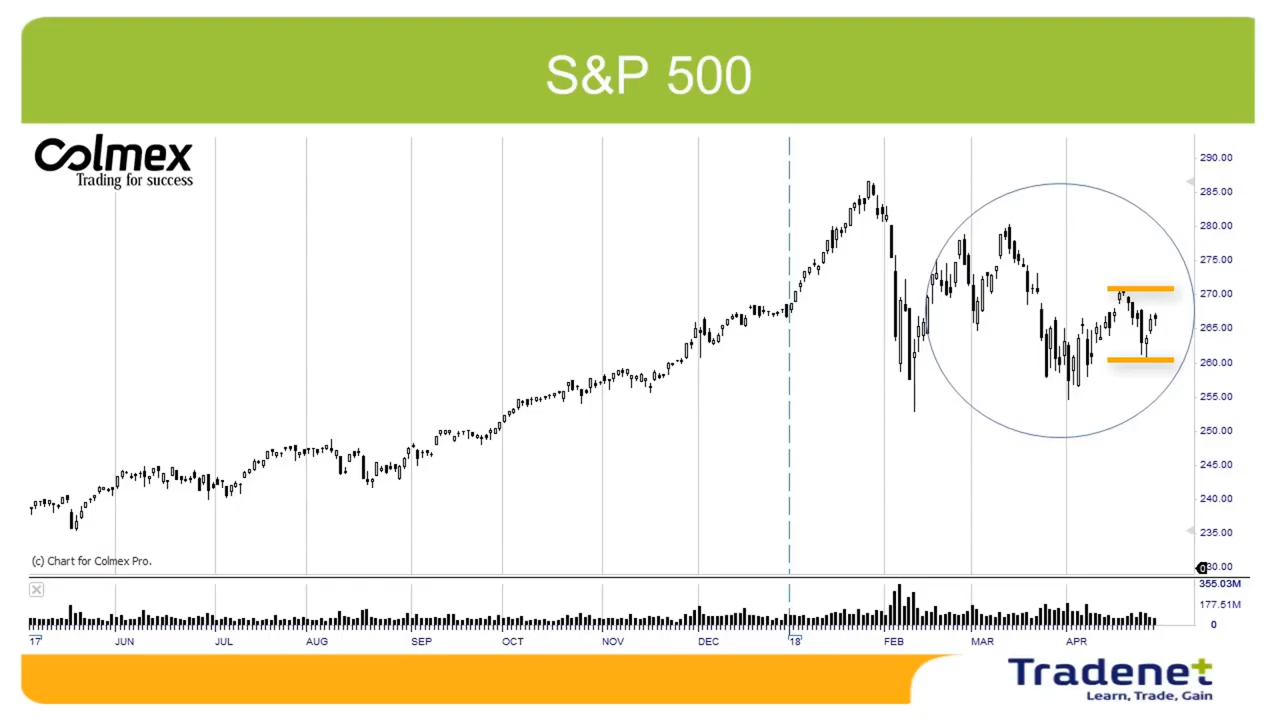 S&P 500
Colmex
Trading for success
290.00
285.00
280.00
275.00
270.00
265.00
260.00
255.00
250.00
245.00
240.00
235.00
(c) Chart for Colmex Pro.
30.00
355.03M
177.51M
0
17 JUN JUL AUG SEP OCT NOV DEC 18 FEB MAR APR
Tradenet
Learn, Trade, Gain